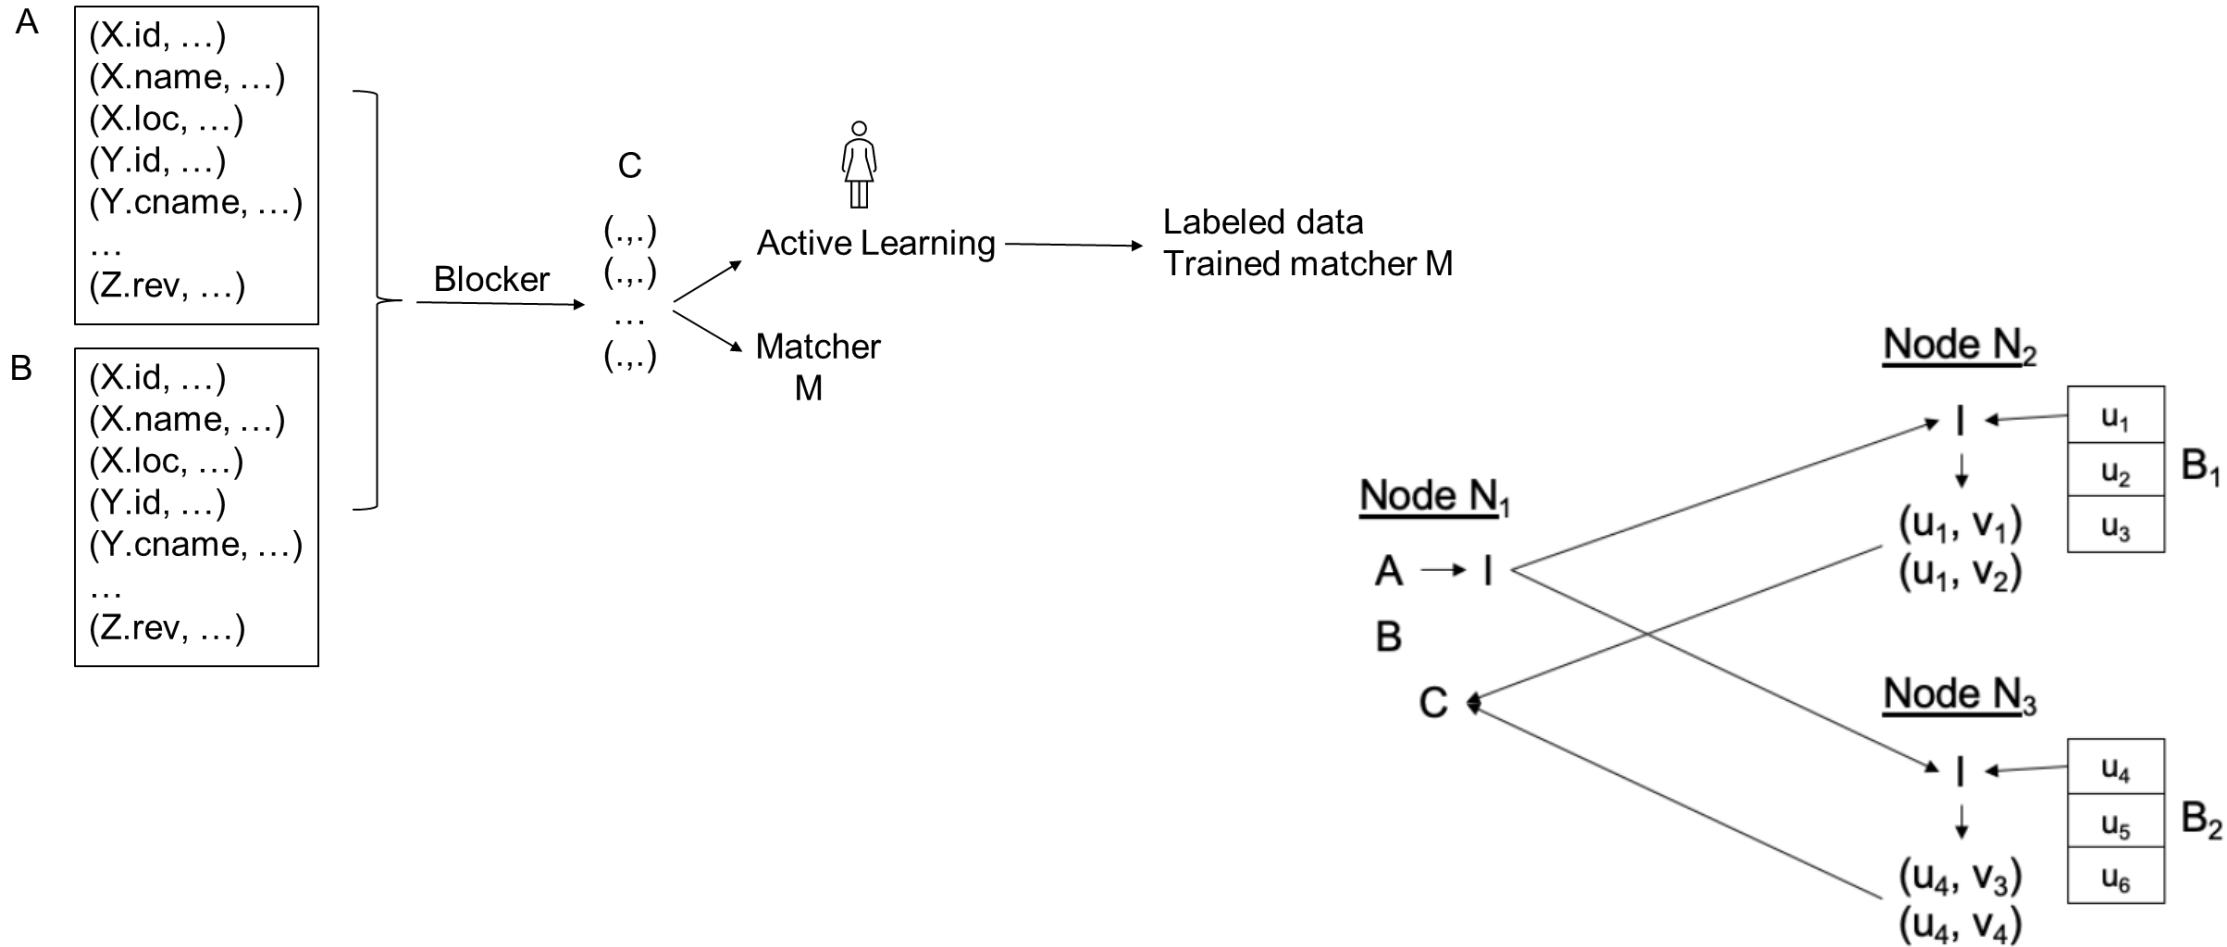 A
(X.id, …)
(X.name, …)
(X.loc, …)
(Y.id, …)
(Y.cname, …)
…
(Z.rev, …)
B
(X.id, …)
(X.name, …)
(X.loc, …)
(Y.id, …)
(Y.cname, …)
…
(Z.rev, …)
Blocker
C
(.,.)
(.,.)
…
(.,.)
Active Learning
Matcher
M
Labeled data
Trained matcher M
Node N₁
A → I
B
C
Node N₂
I
(u₁, v₁)
(u₁, v₂)
u₁
u₂
u₃
B₁
Node N₃
I
(u₄, v₃)
(u₄, v₄)
u₄
u₅
u₆
B₂